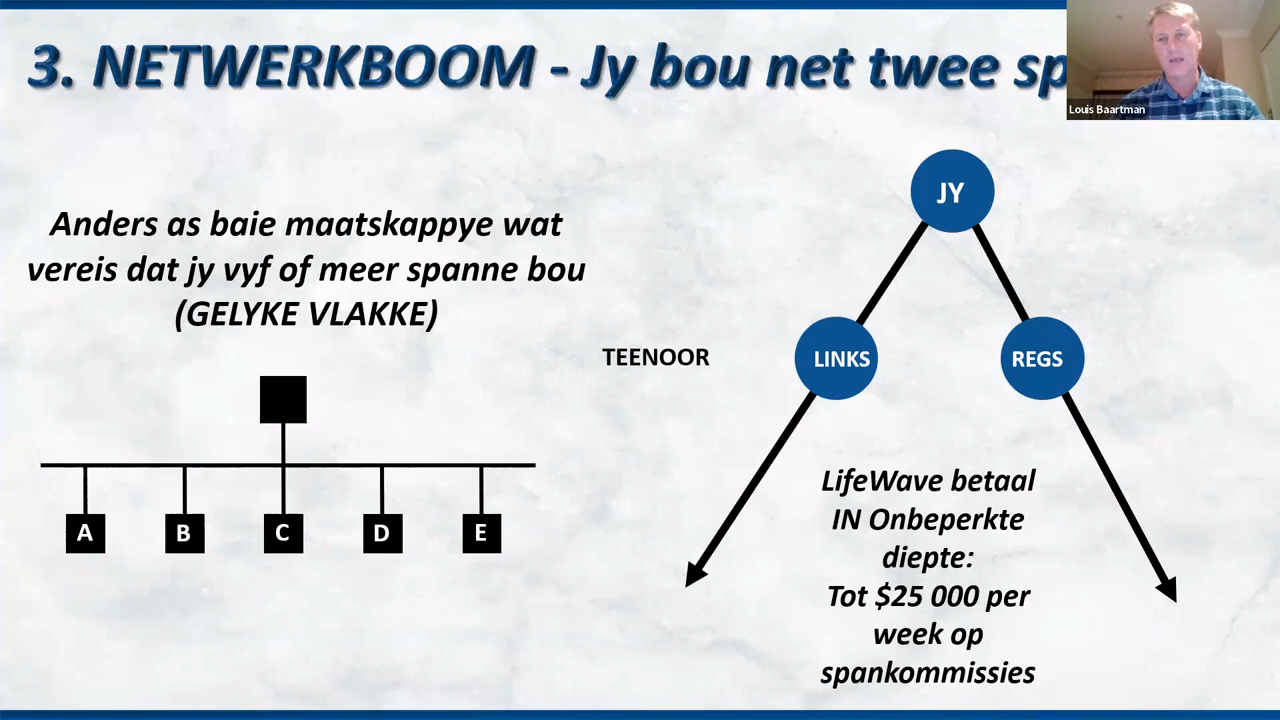 3. NETWERKBOOM - Jy bou net twee sp
Louis Baartman
Anders as baie maatskappye wat
vereis dat jy vyf of meer spanne bou
(GELYKE VLAKKE)
A B C D E
TEENOOR
JY
LINKS REGS
LifeWave betaal
IN Onbeperkte
diepte:
Tot $25 000 per
week op
spankommissies